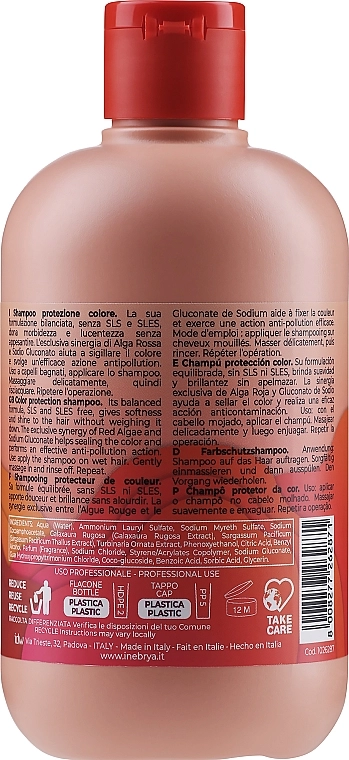 I Shampoo protezione colore. La sua
formulazione bilanciata, senza SLS e SLES,
dona morbidezza e lucentezza senza
appesantire. L'esclusiva sinergia di Alga Rossa
e Sodio Gluconato aiuta a sigillare il colore
e svolge un'efficace azione antipollution.
Uso a capelli bagnati, applicare lo shampoo.
Massaggiare delicatamente, quindi
risciacquare. Ripetere l'operazione.
GB Color protection shampoo. Its balanced
formula, SLS and SLES free, gives softness
and shine to the hair without weighing it
down. The exclusive synergy of Red Algae and
Sodium Gluconate helps sealing the color and
performs an effective anti-pollution action.
Use: apply the shampoo on wet hair. Gently
massage in and rinse off. Repeat.
Shampooing protecteur de couleur.
Sa formule équilibrée, sans SLS ni SLES,
apporte douceur et brillance sans alourdir. La
synergie exclusive entre l'Algue Rouge et le
Gluconate de Sodium aide à fixer la couleur
et exerce une action anti-pollution efficace.
Mode d'emploi : appliquer le shampooing sur
cheveux mouillés. Masser délicatement, puis
rincer. Répéter l'opération.
E Champú protección color. Su formulación
equilibrada, sin SLS ni SLES, brinda suavidad
y brillantez sin apelmazar. La sinergia
exclusiva de Alga Roja y Gluconato de Sodio
ayuda a sellar el color y realiza una eficaz
acción anticontaminación. Uso: con el
cabello mojado, aplicar el champú. Masajear
delicadamente y luego enjuagar. Repetir la
operación.
D Farbschutzshampoo. Anwendung:
Shampoo auf das Haar auftragen. Sorgfältig
einmassieren und dann ausspülen. Den
Vorgang wiederholen.
P Champô protetor da cor. Uso: aplicar
o champô no cabelo molhado. Massajar
suavemente e enxaguar. Repetir a operação.
INGREDIENTS: Aqua (Water), Ammonium Lauryl Sulfate, Sodium Myreth Sulfate, Sodium
Cocoamphoacetate, Galaxaura Rugosa (Galaxaura Rugosa) Extract, Sargassum Pacificum
(Sargassum Pacificum Thallus Extract), Turbinaria Ornata Extract, Phenoxyethanol, Citric Acid, Benzyl
Alcohol, Parfum (Fragrance), Sodium Chloride, Styrene/Acrylates Copolymer, Sodium Gluconate,
Guar Hydroxypropyltrimonium Chloride, Coco-glucoside, Benzoic Acid, Sorbic Acid, Glycerin.
USO PROFESSIONALE - PROFESSIONAL USE
REDUCE
REUSE
RECYCLE
FLACONE
BOTTLE
PLASTICA
PLASTIC
HDPE 2
TAPPO
CAP
PLASTICA
PLASTIC
PP 5
12 M
TAKE
CARE
RACCOLTA DIFFERENZIATA Verifica le disposizioni del tuo Comune
RECYCLE Instructions may vary locally
Via Trieste, 32, Padova - ITALY - Made in Italy - Fait en Italie - Hecho en Italia
www.inebrya.it
Cod. 1026287
8 008277 262871